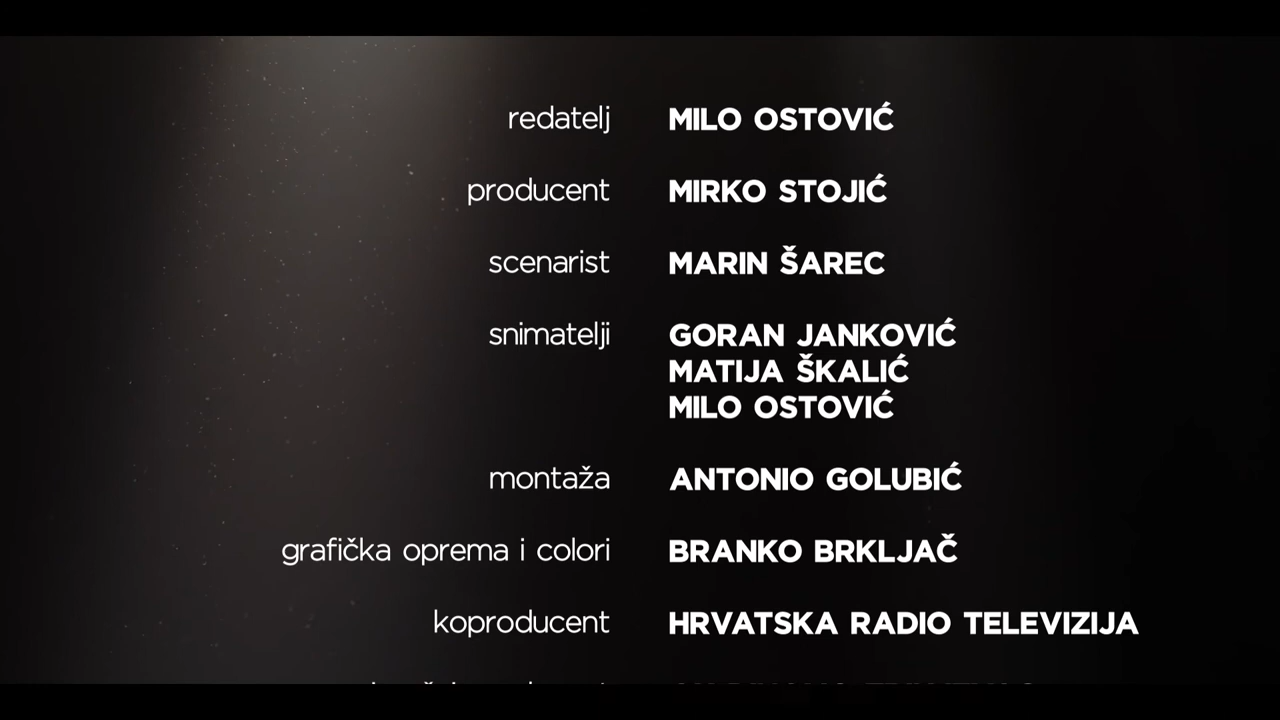 redatelj MILO OSTOVIĆ
producent MIRKO STOJIĆ
scenarist MARIN ŠAREC
snimatelji GORAN JANKOVIĆ
MATIJA ŠKALIĆ
MILO OSTOVIĆ
montaža ANTONIO GOLUBIĆ
grafička oprema i colori BRANKO BRKLJAČ
koproducent HRVATSKA RADIO TELEVIZIJA